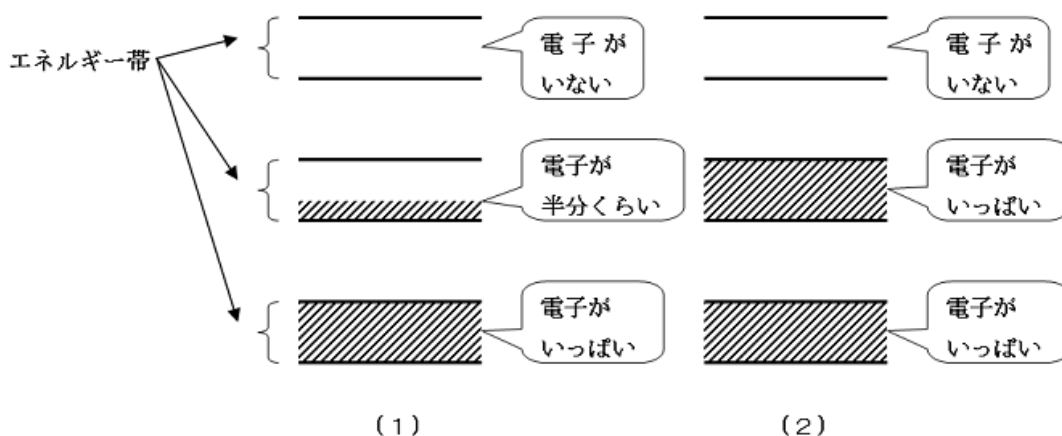 エネルギー帯
電子が
いない
電子が
半分くらい
電子が
いっぱい
(1)
電子が
いない
電子が
いっぱい
電子が
いっぱい
(2)